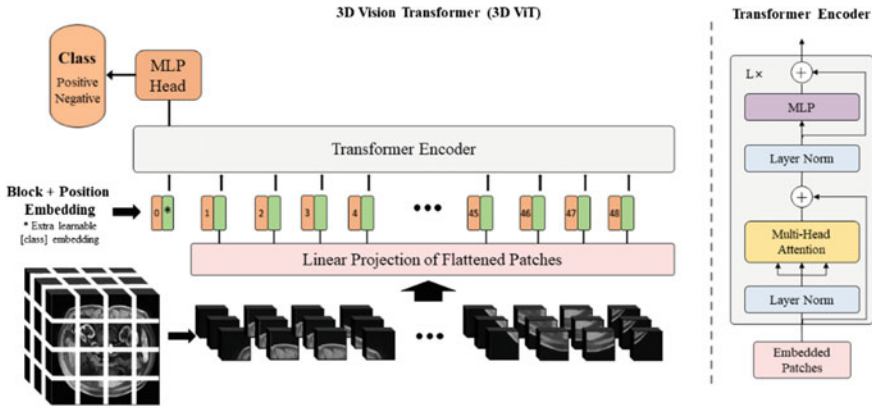 3D Vision Transformer (3D ViT)
Transformer Encoder
Class
Positive
Negative
MLP
Head
Transformer Encoder
Block + Position
Embedding
* Extra learnable
[class] embedding
0 * 1 2 3 4 ••• 45 46 47 48
Linear Projection of Flattened Patches
•••
L×
+
MLP
Layer Norm
+
Multi-Head
Attention
Layer Norm
Embedded
Patches